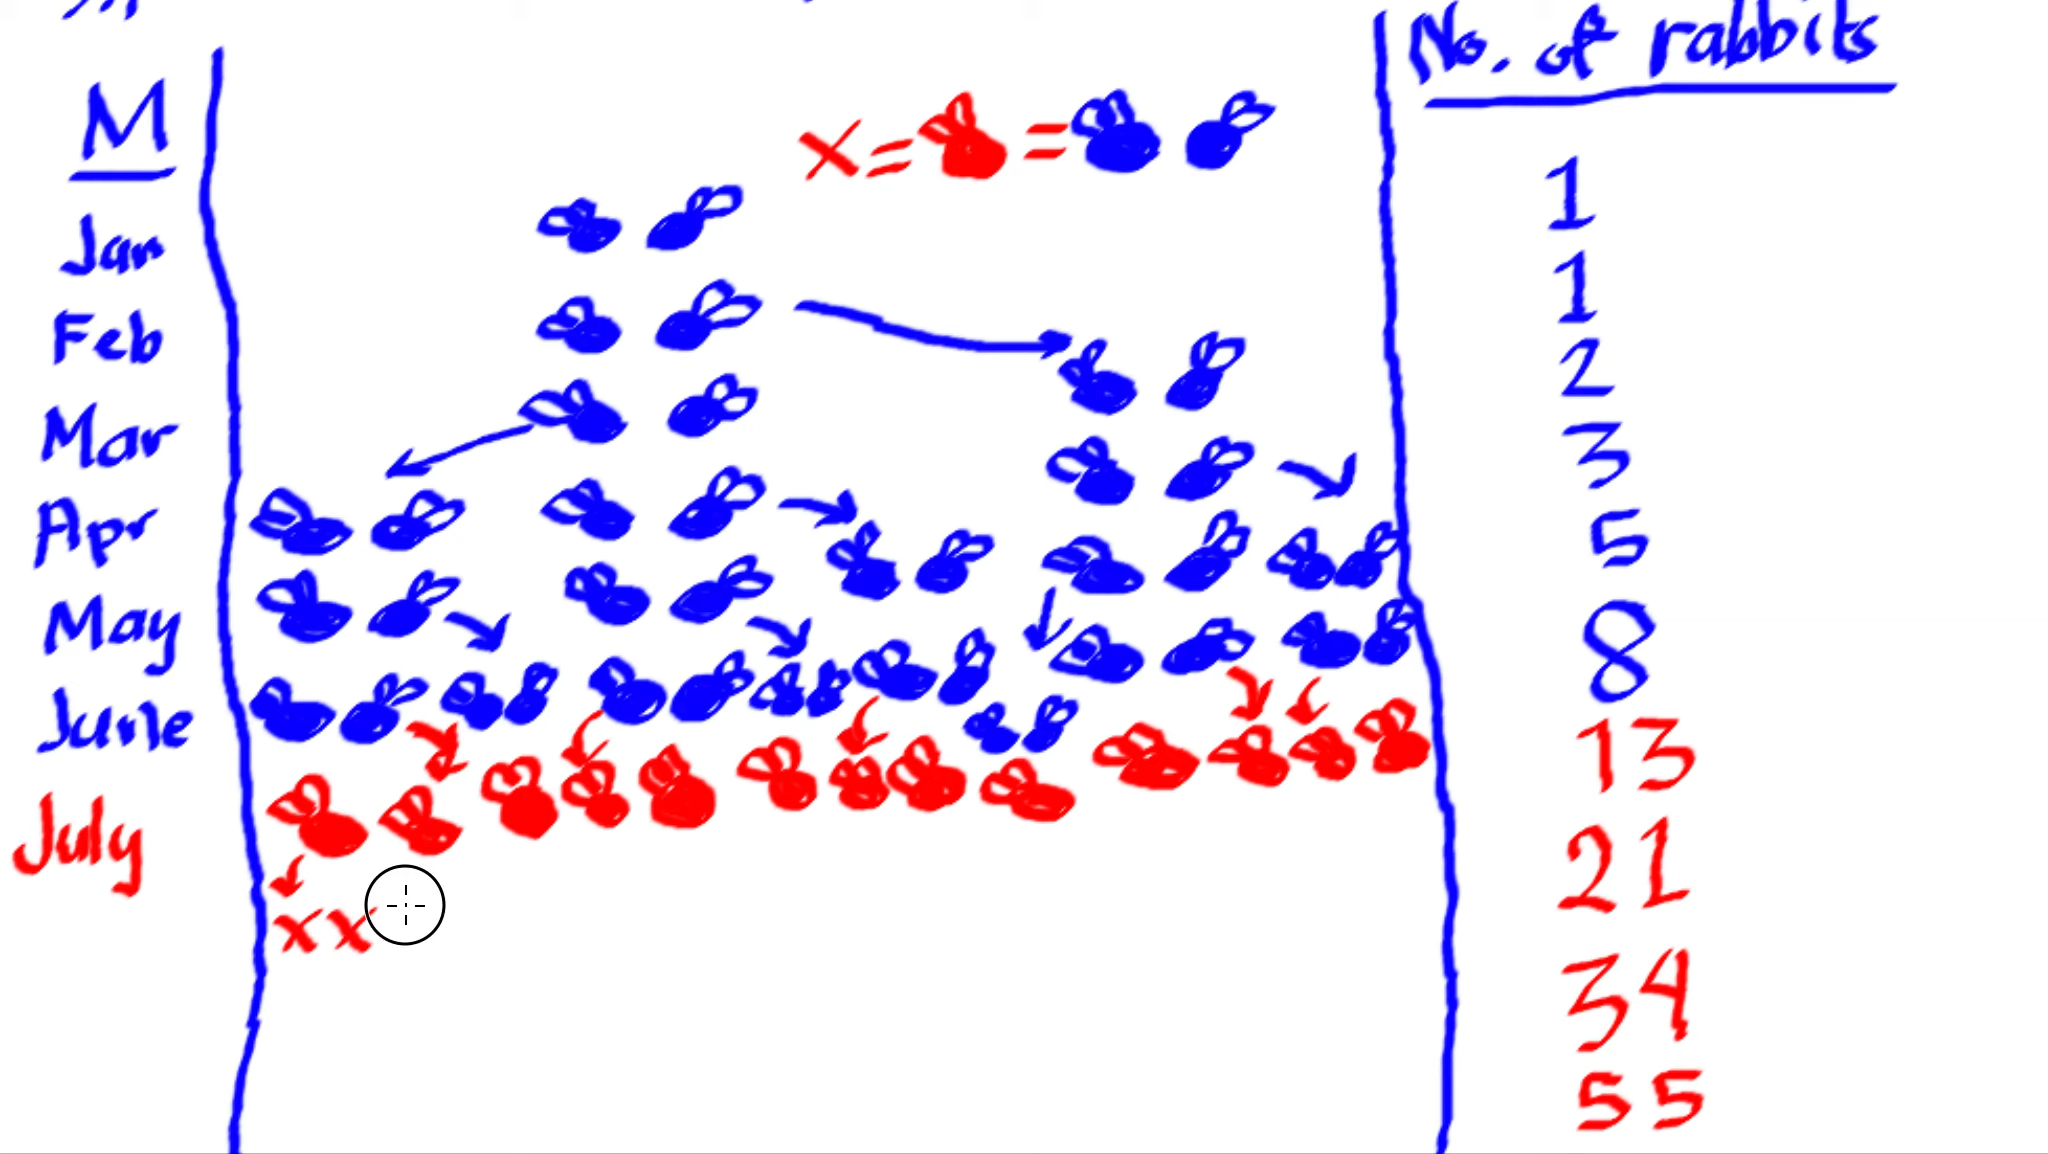 No. of rabbits
M
x = =
1
Jan
1
Feb
2
Mar
3
Apr
5
May
8
June
13
July
21
x x
34
55